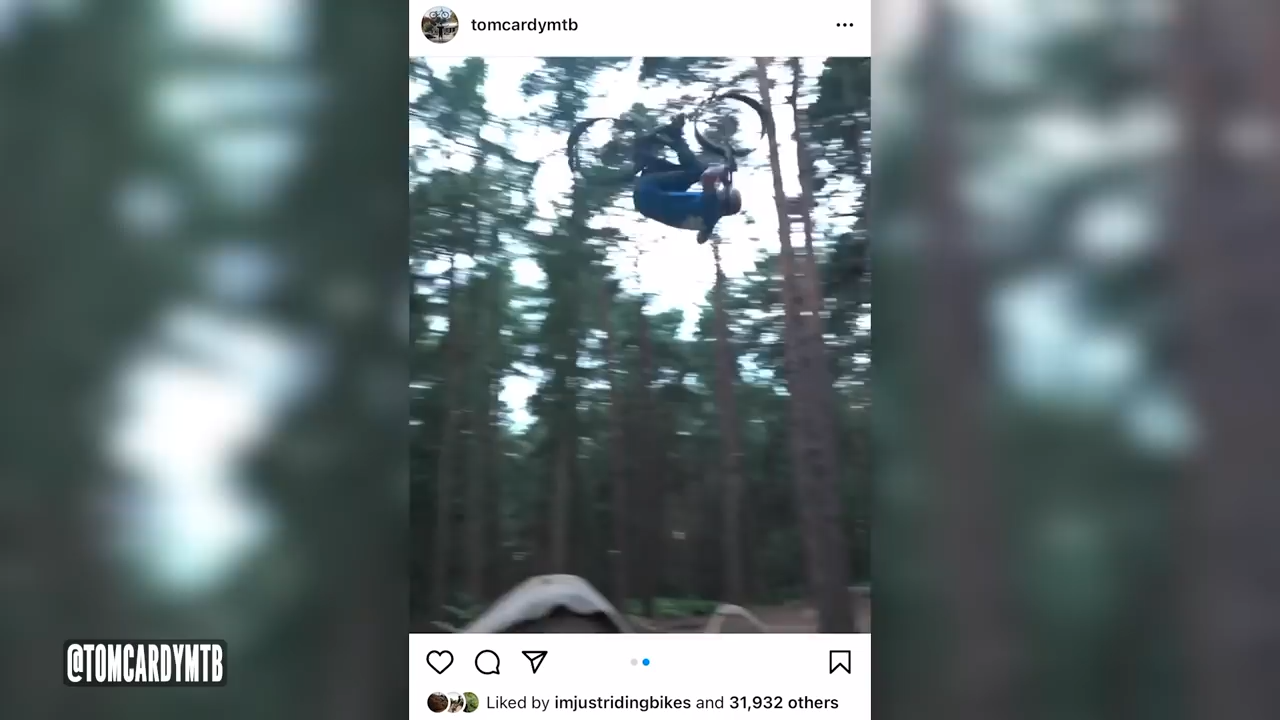 tomcardymtb
@TOMCARDYMTB
Liked by imjustridingbikes and 31,932 others